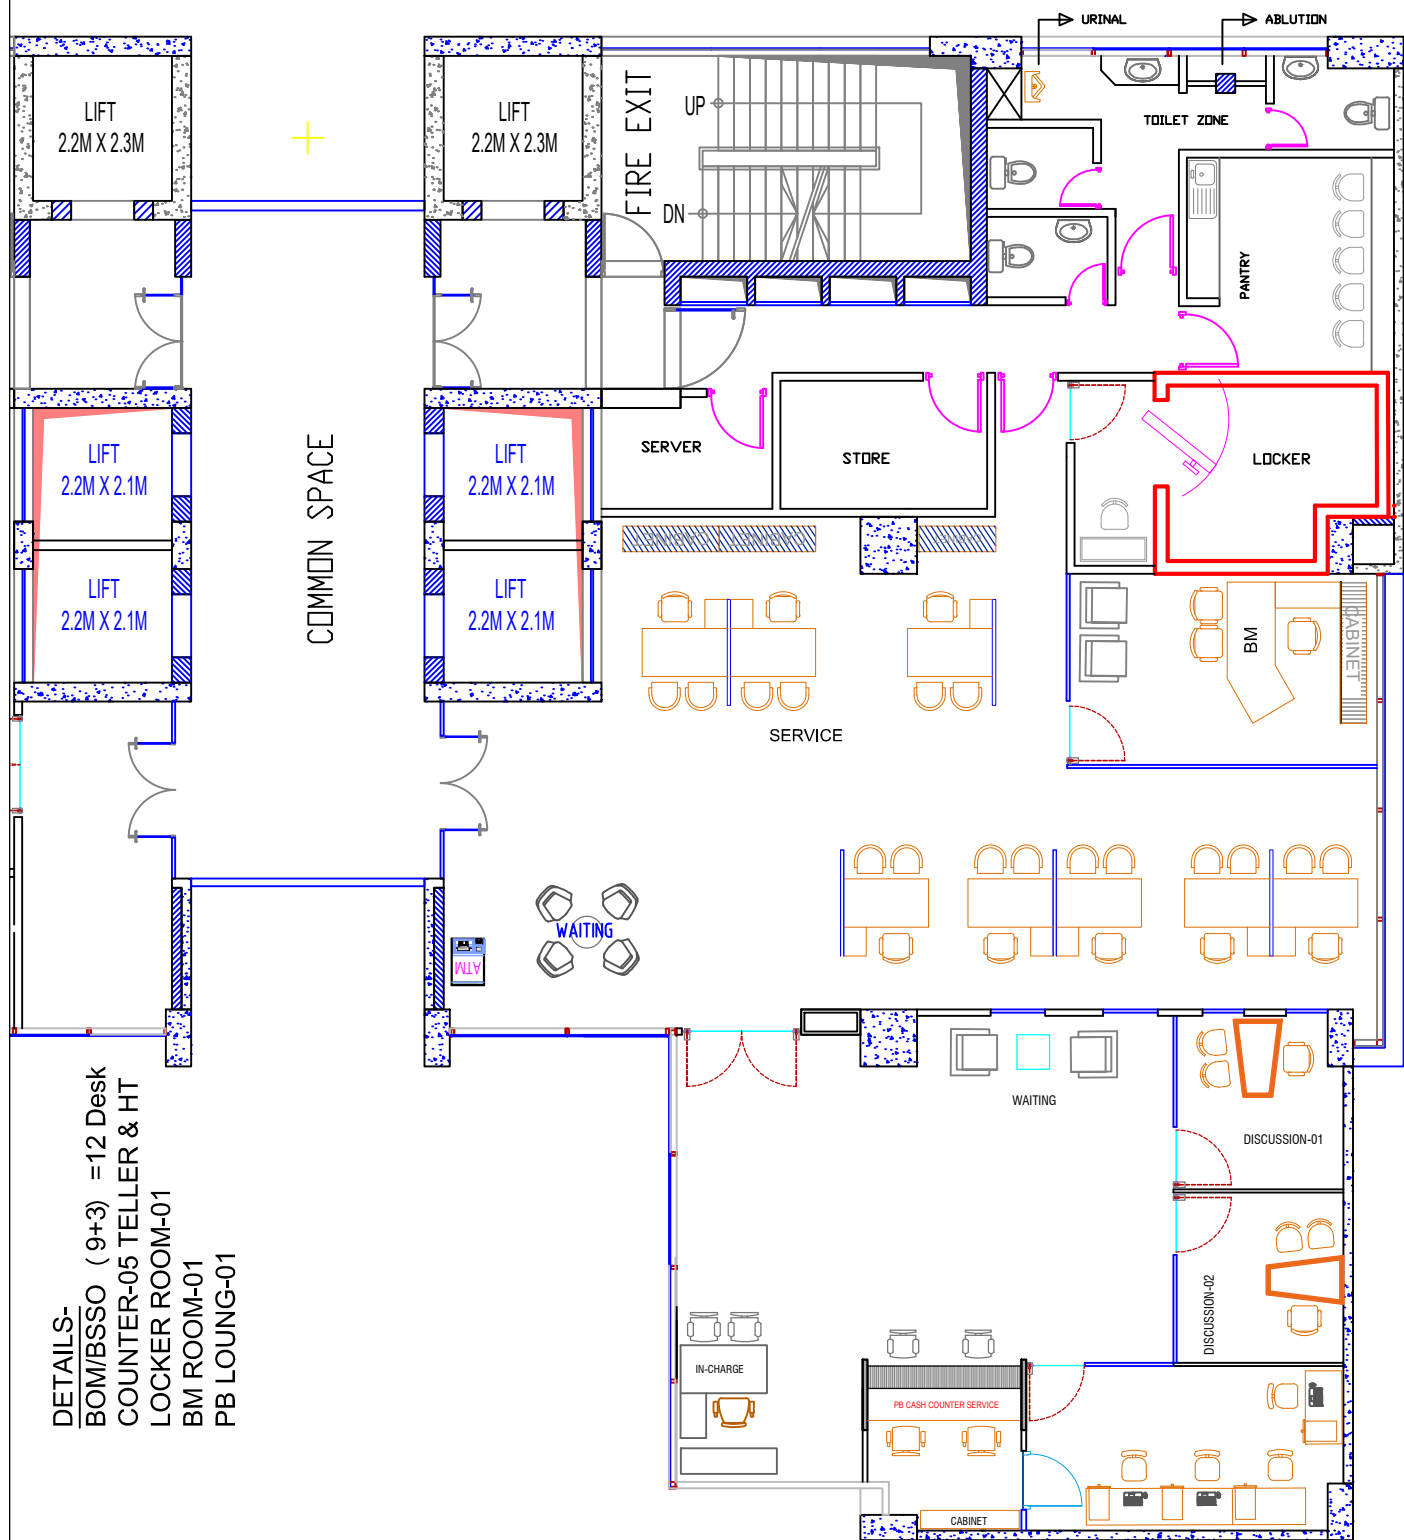 URINAL
ABLUTION
LIFT
2.2M X 2.3M
LIFT
2.2M X 2.3M
FIRE EXIT
UP
DN
TOILET ZONE
PANTRY
LIFT
2.2M X 2.1M
LIFT
2.2M X 2.1M
COMMON SPACE
SERVER
STORE
LOCKER
CABINET
CABINET
LIFT
2.2M X 2.1M
LIFT
2.2M X 2.1M
BM
CABINET
SERVICE
WAITING
ATM
WAITING
DISCUSSION-01
DISCUSSION-02
IN-CHARGE
PB CASH COUNTER SERVICE
CABINET
DETAILS-
BOM/BSSO ( 9+3) =12 Desk
COUNTER-05 TELLER & HT
LOCKER ROOM-01
BM ROOM-01
PB LOUNG-01